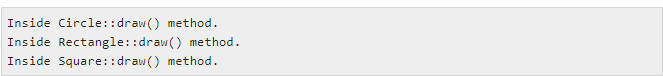 Inside Circle::draw() method.
Inside Rectangle::draw() method.
Inside Square::draw() method.